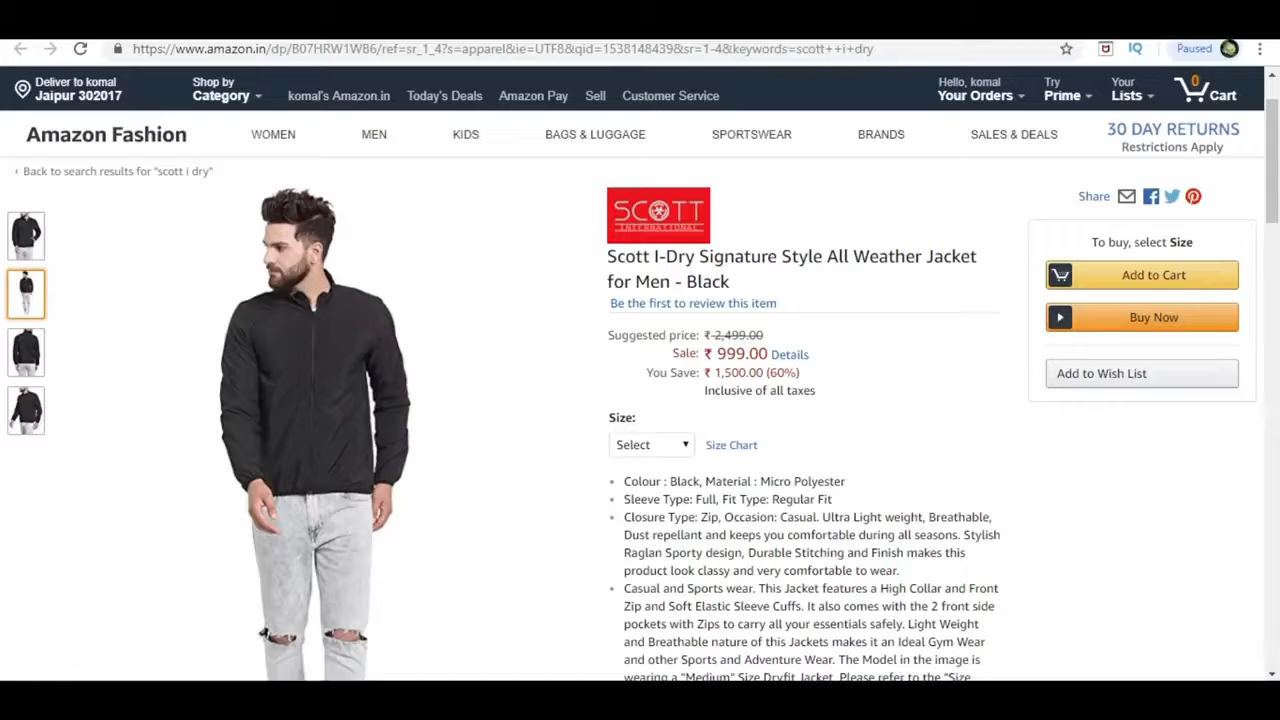 https://www.amazon.in/dp/B07HRW1W86/ref=sr_1_4?s=apparel&ie=UTF8&qid=1538148439&sr=1-4&keywords=scott++i+dry
IQ
Paused
Deliver to komal
Jaipur 302017
Shop by
Category
komal's Amazon.in
Today's Deals
Amazon Pay
Sell
Customer Service
Hello, komal
Your Orders
Try
Prime
Your
Lists
0
Cart
Amazon Fashion
WOMEN
MEN
KIDS
BAGS & LUGGAGE
SPORTSWEAR
BRANDS
SALES & DEALS
30 DAY RETURNS
Restrictions Apply
‹ Back to search results for "scott i dry"
SCOTT
INTERNATIONAL
Scott I-Dry Signature Style All Weather Jacket
for Men - Black
Be the first to review this item
Suggested price: ₹ 2,499.00
Sale: ₹ 999.00 Details
You Save: ₹ 1,500.00 (60%)
Inclusive of all taxes
Size:
Select
Size Chart
• Colour : Black, Material : Micro Polyester
• Sleeve Type: Full, Fit Type: Regular Fit
• Closure Type: Zip, Occasion: Casual. Ultra Light weight, Breathable,
Dust repellant and keeps you comfortable during all seasons. Stylish
Raglan Sporty design, Durable Stitching and Finish makes this
product look classy and very comfortable to wear.
• Casual and Sports wear. This Jacket features a High Collar and Front
Zip and Soft Elastic Sleeve Cuffs. It also comes with the 2 front side
pockets with Zips to carry all your essentials safely. Light Weight
and Breathable nature of this Jackets makes it an Ideal Gym Wear
and other Sports and Adventure Wear. The Model in the image is
wearing a "Medium" Size Dryfit Jacket. Please refer to the "Size
Share
To buy, select Size
Add to Cart
Buy Now
Add to Wish List